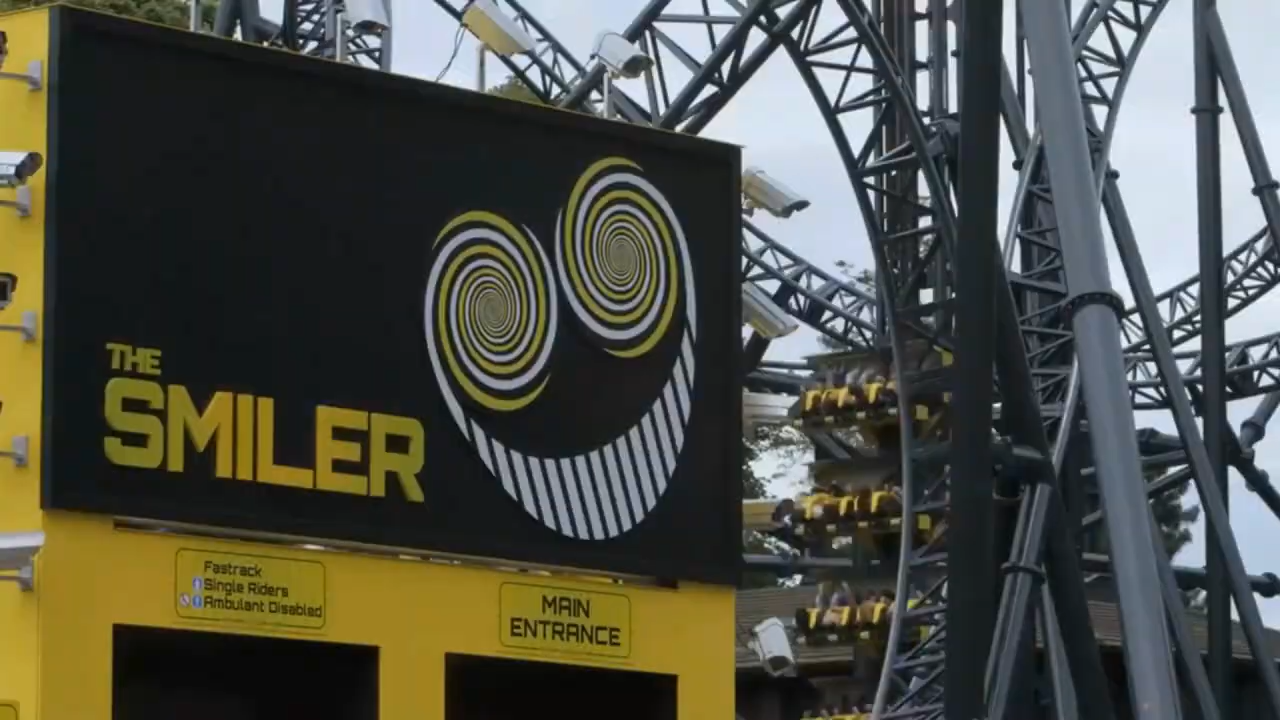 THE
SMILER
Fastrack
Single Riders
Ambulant Disabled
MAIN
ENTRANCE